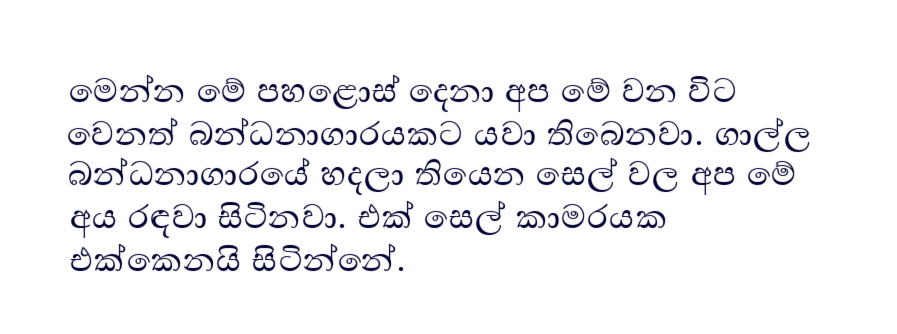 මෙන්න මේ පහළොස් දෙනා අප මේ වන විට
වෙනත් බන්ධනාගාරයකට යවා තිබෙනවා. ගාල්ල
බන්ධනාගාරයේ හදලා තියෙන සෙල් වල අප මේ
අය රඳවා සිටිනවා. එක් සෙල් කාමරයක
එක්කෙනයි සිටින්නේ.